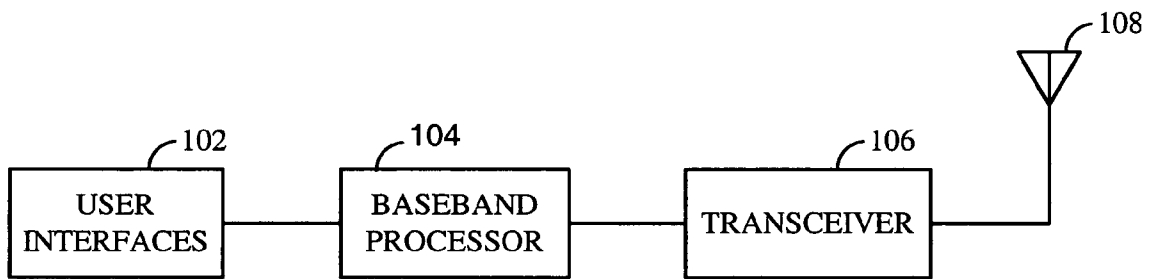 108
102
104
106
USER
INTERFACES
BASEBAND
PROCESSOR
TRANSCEIVER